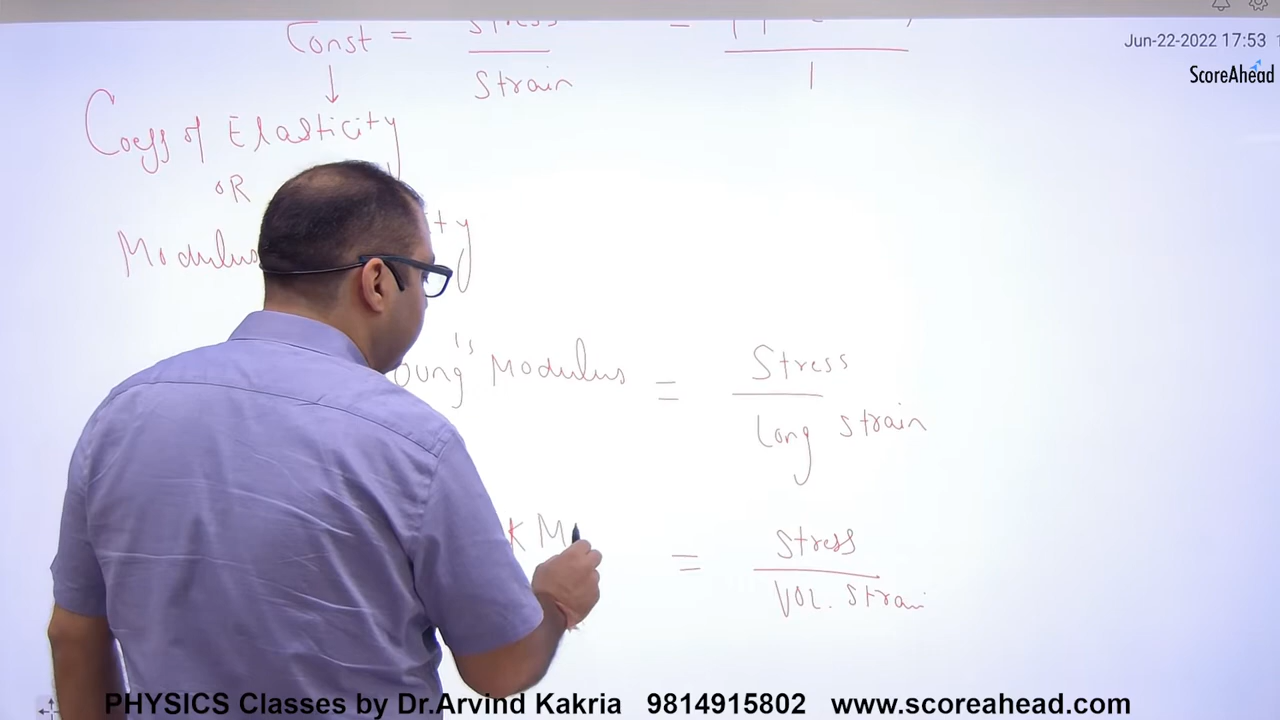 Const = Stress = 
Strain 1
Jun-22-2022 17:53
ScoreAhead
Coeff of Elasticity
OR
Modulus
Young's Modulus = Stress
Long Strain
= Stress
Vol. Strain
PHYSICS Classes by Dr.Arvind Kakria 9814915802 www.scoreahead.com